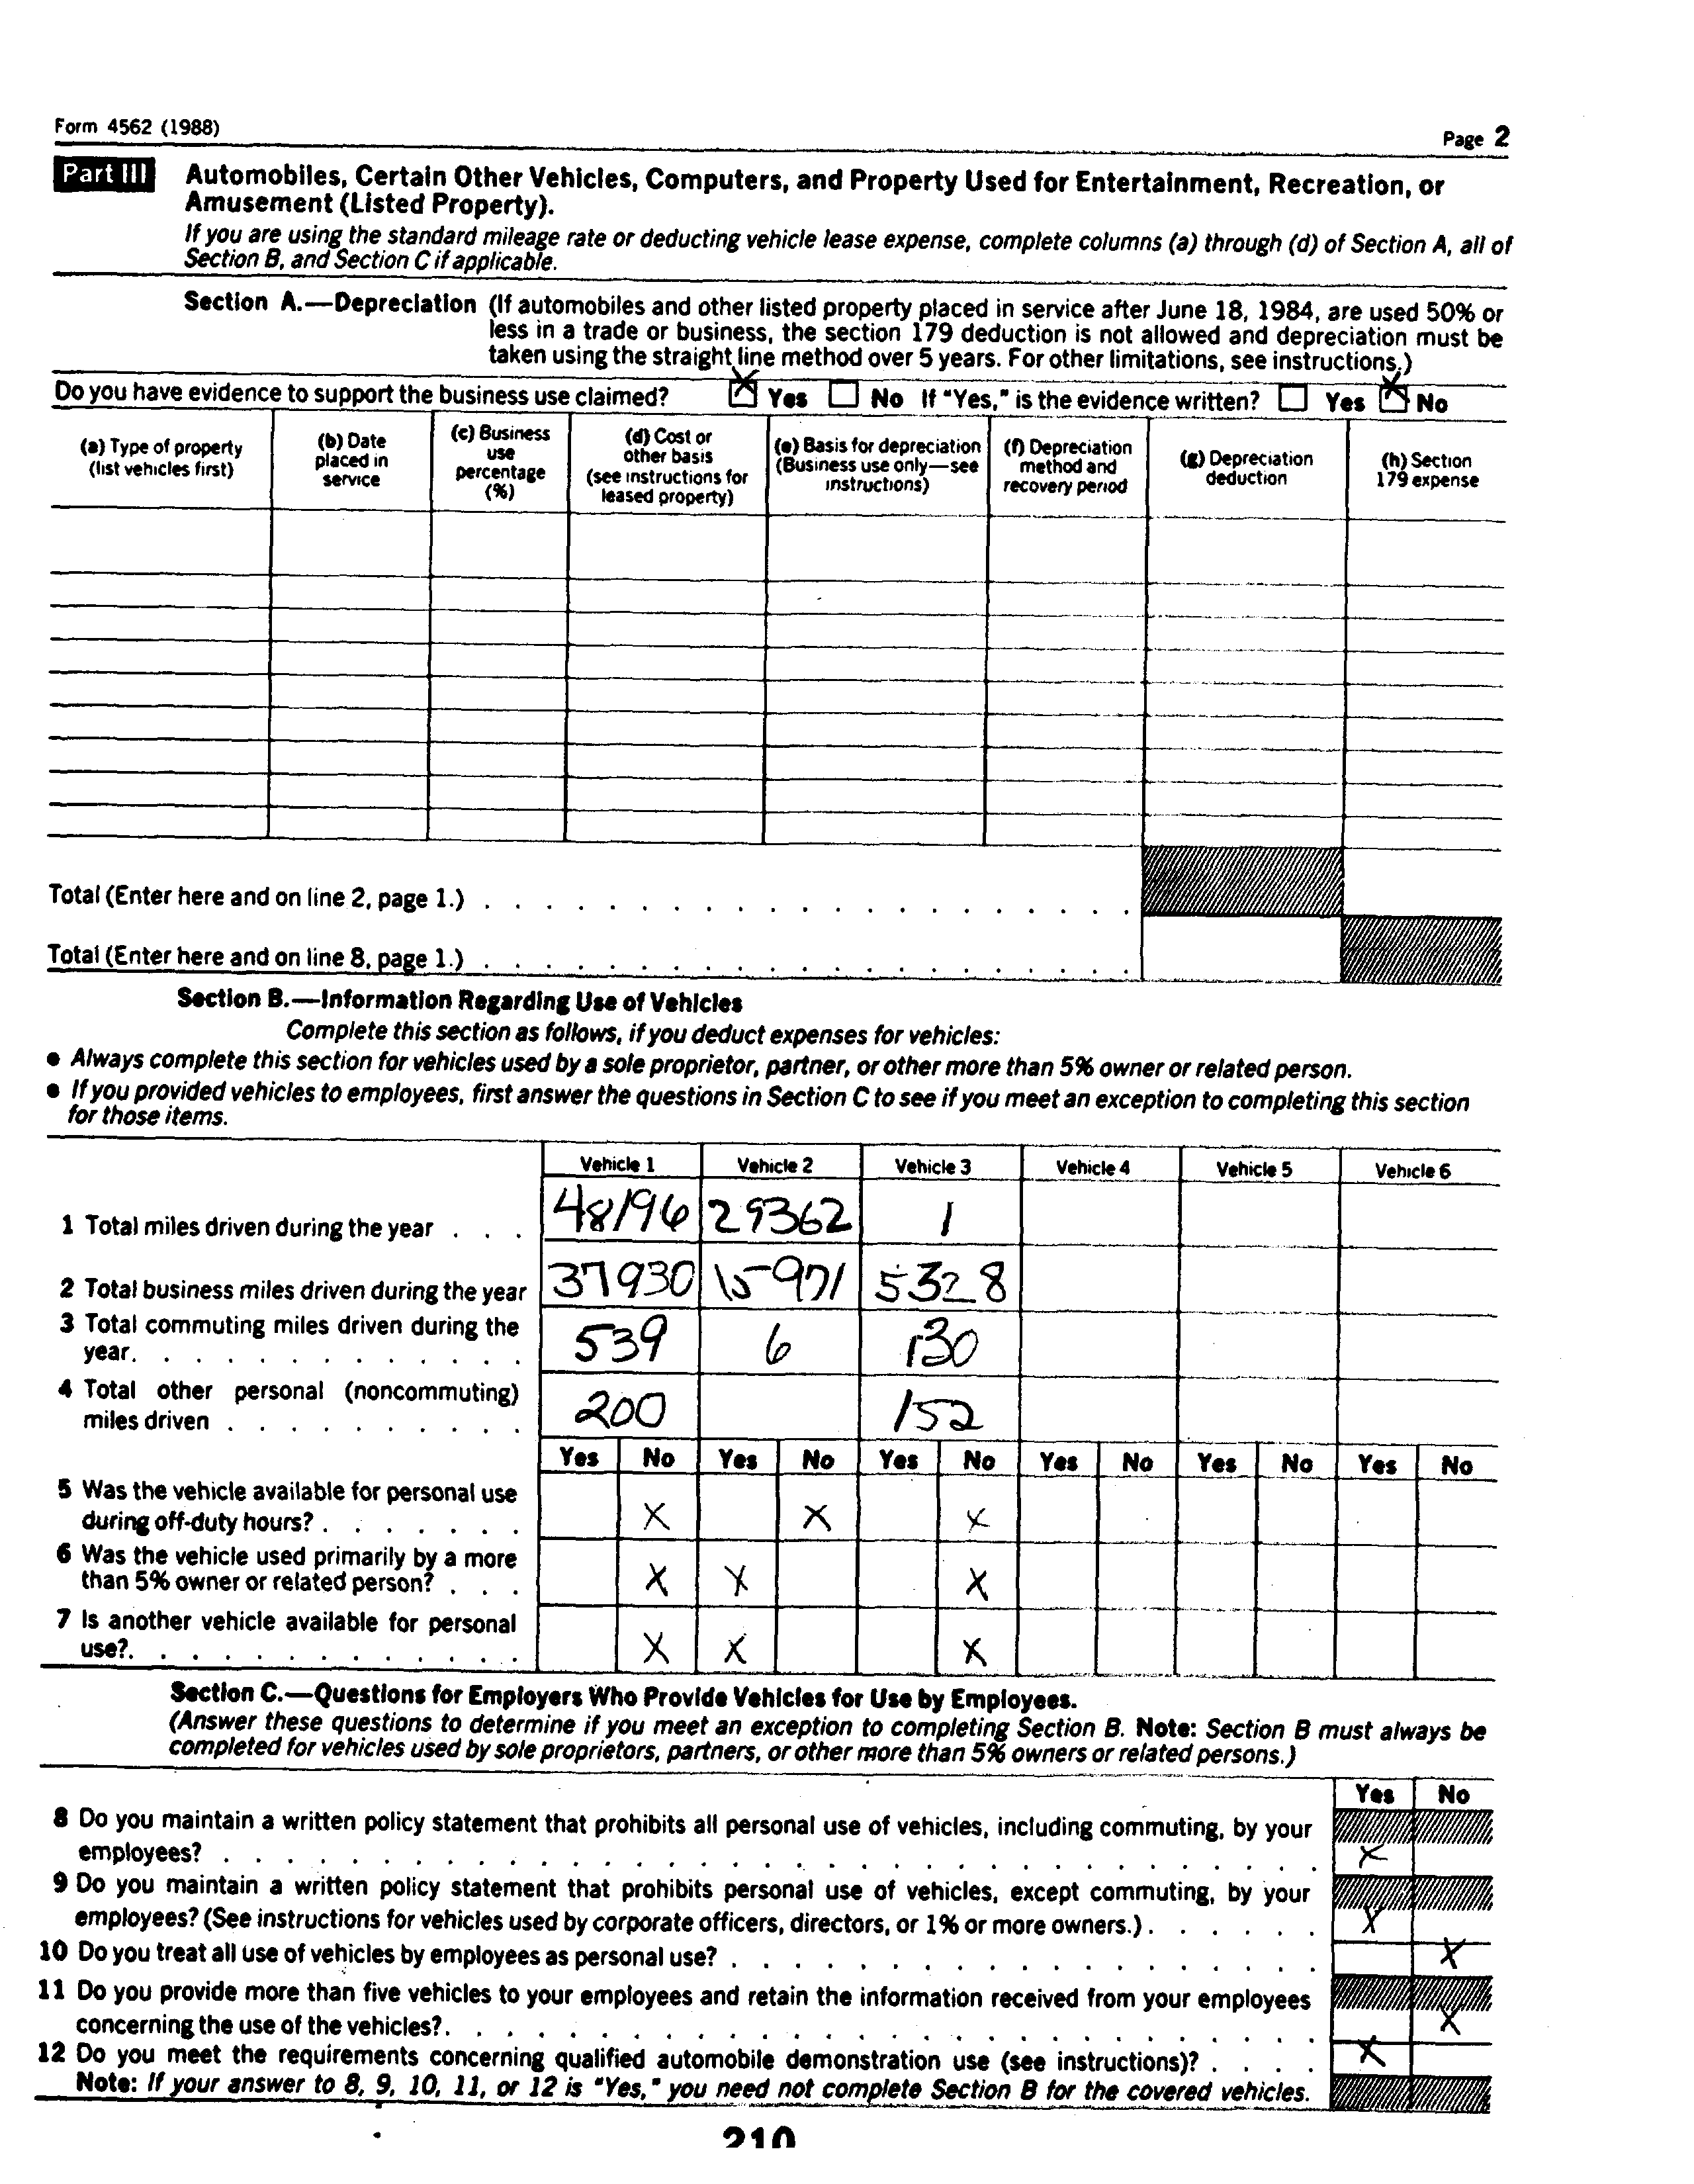 Form 4562 (1988)
Page 2
Part III Automobiles, Certain Other Vehicles, Computers, and Property Used for Entertainment, Recreation, or
Amusement (Listed Property).
If you are using the standard mileage rate or deducting vehicle lease expense, complete columns (a) through (d) of Section A, all of
Section B, and Section C if applicable.
Section A.—Depreciation (If automobiles and other listed property placed in service after June 18, 1984, are used 50% or
less in a trade or business, the section 179 deduction is not allowed and depreciation must be
taken using the straight line method over 5 years. For other limitations, see instructions.)
Do you have evidence to support the business use claimed? X Yes No If "Yes," is the evidence written? Yes X No
(a) Type of property
(list vehicles first)
(b) Date
placed in
service
(c) Business
use
percentage
(%)
(d) Cost or
other basis
(see instructions for
leased property)
(e) Basis for depreciation
(Business use only—see
instructions)
(f) Depreciation
method and
recovery period
(g) Depreciation
deduction
(h) Section
179 expense
Total (Enter here and on line 2, page 1.)
Total (Enter here and on line 8, page 1.)
Section B.—Information Regarding Use of Vehicles
Complete this section as follows, if you deduct expenses for vehicles:
● Always complete this section for vehicles used by a sole proprietor, partner, or other more than 5% owner or related person.
● If you provided vehicles to employees, first answer the questions in Section C to see if you meet an exception to completing this section
for those items.
Vehicle 1 Vehicle 2 Vehicle 3 Vehicle 4 Vehicle 5 Vehicle 6
1 Total miles driven during the year . . . 48196 29362 1
2 Total business miles driven during the year 37930 15971 5328
3 Total commuting miles driven during the
year. . . . . . . . . . . . . . 539 6 130
4 Total other personal (noncommuting)
miles driven . . . . . . . . . . 200 152
Yes No Yes No Yes No Yes No Yes No Yes No
5 Was the vehicle available for personal use
during off-duty hours? . . . . . . . X X X
6 Was the vehicle used primarily by a more
than 5% owner or related person? . . . X X X
7 Is another vehicle available for personal
use?. . . . . . . . . . . . . . X X X
Section C.—Questions for Employers Who Provide Vehicles for Use by Employees.
(Answer these questions to determine if you meet an exception to completing Section B. Note: Section B must always be
completed for vehicles used by sole proprietors, partners, or other more than 5% owners or related persons.)
Yes No
8 Do you maintain a written policy statement that prohibits all personal use of vehicles, including commuting, by your
employees? X
9 Do you maintain a written policy statement that prohibits personal use of vehicles, except commuting, by your
employees? (See instructions for vehicles used by corporate officers, directors, or 1% or more owners.) . . . . . . X
10 Do you treat all use of vehicles by employees as personal use? X
11 Do you provide more than five vehicles to your employees and retain the information received from your employees
concerning the use of the vehicles?. X
12 Do you meet the requirements concerning qualified automobile demonstration use (see instructions)? . . . . X
Note: If your answer to 8, 9, 10, 11, or 12 is "Yes," you need not complete Section B for the covered vehicles.
210